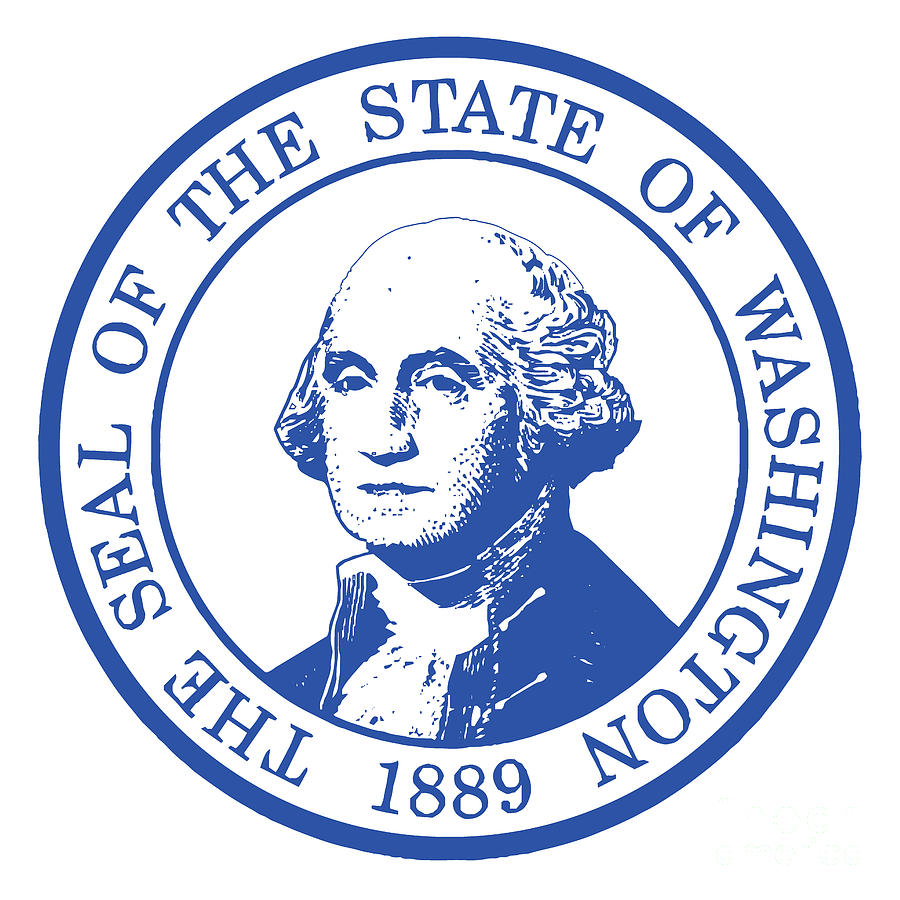 THE SEAL OF THE STATE OF WASHINGTON
1889